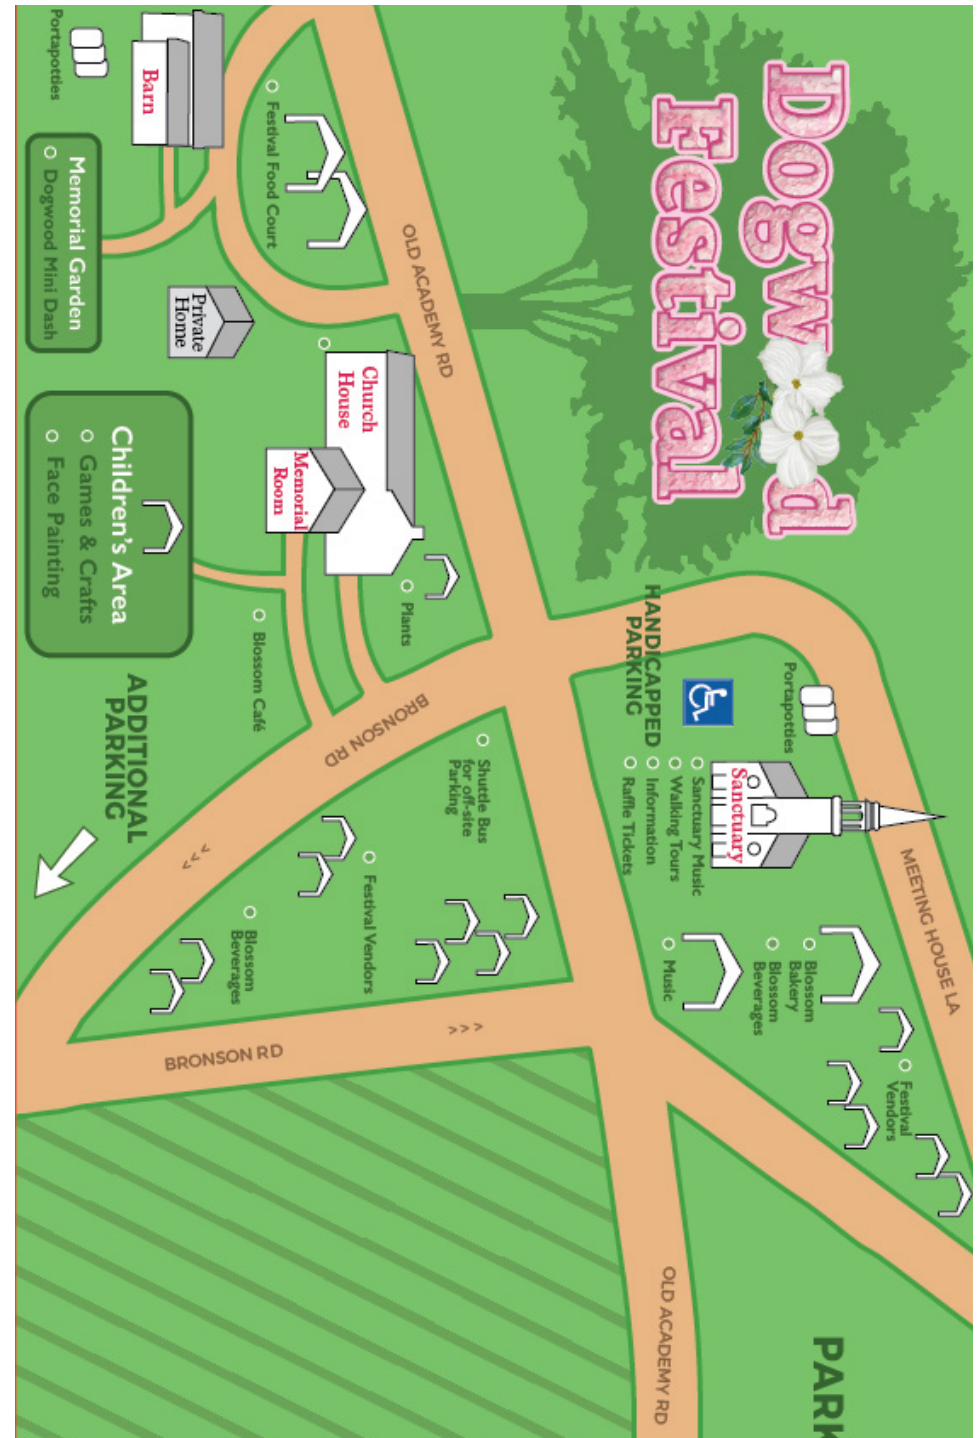 Dogwood
Festival
Portapotties
Barn
Memorial Garden
Dogwood Mini Dash
Festival Food Court
OLD ACADEMY RD
Private
Home
Church
House
Memorial
Room
Children's Area
Games & Crafts
Face Painting
Plants
Blossom Café
ADDITIONAL
PARKING
BRONSON RD
HANDICAPPED
PARKING
Portapotties
Sanctuary
Sanctuary Music
Walking Tours
Information
Raffle Tickets
MEETING HOUSE LA
Shuttle Bus
for off-site
Parking
Festival Vendors
Blossom
Beverages
<<<
Blossom
Bakery
Blossom
Beverages
Music
Festival
Vendors
BRONSON RD
>>>
OLD ACADEMY RD
PARK